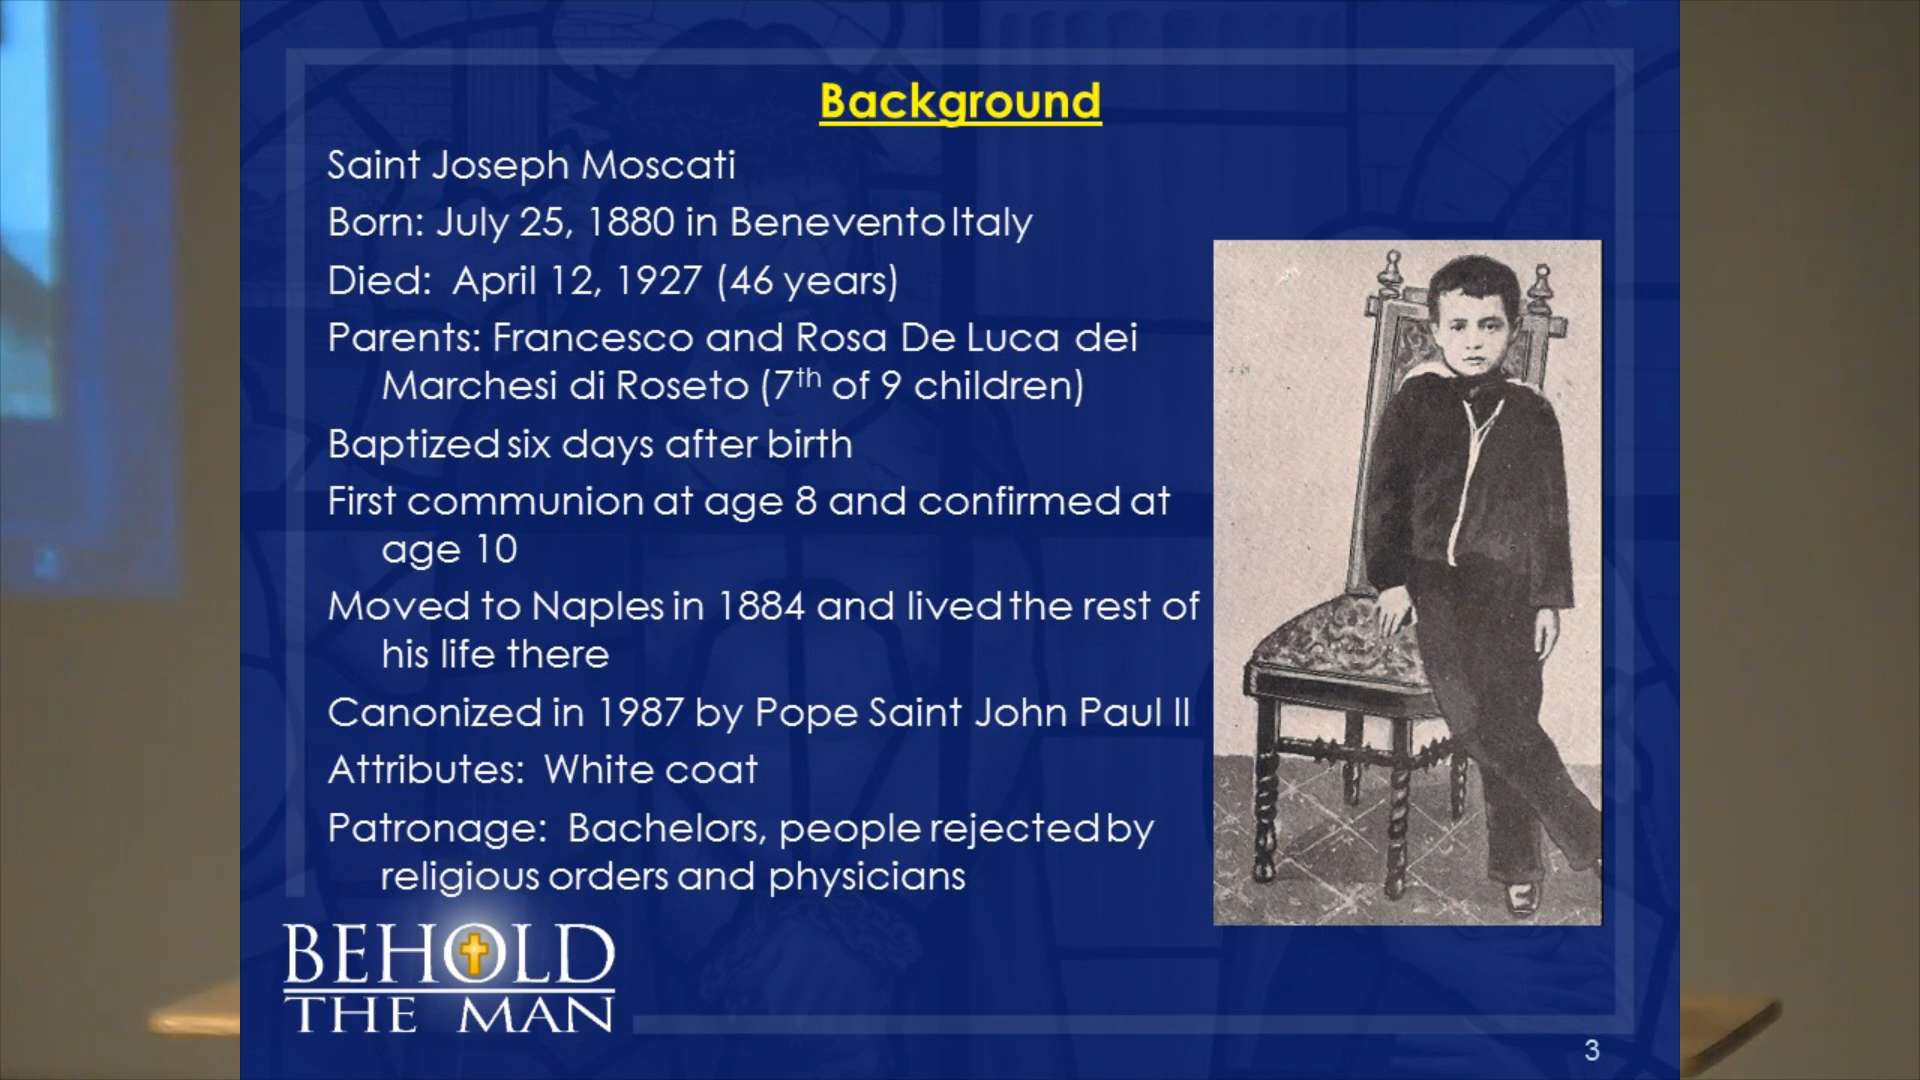 Background
Saint Joseph Moscati
Born: July 25, 1880 in Benevento Italy
Died: April 12, 1927 (46 years)
Parents: Francesco and Rosa De Luca dei
Marchesi di Roseto (7th of 9 children)
Baptized six days after birth
First communion at age 8 and confirmed at
age 10
Moved to Naples in 1884 and lived the rest of
his life there
Canonized in 1987 by Pope Saint John Paul II
Attributes: White coat
Patronage: Bachelors, people rejected by
religious orders and physicians
BEHOLD
THE MAN
3